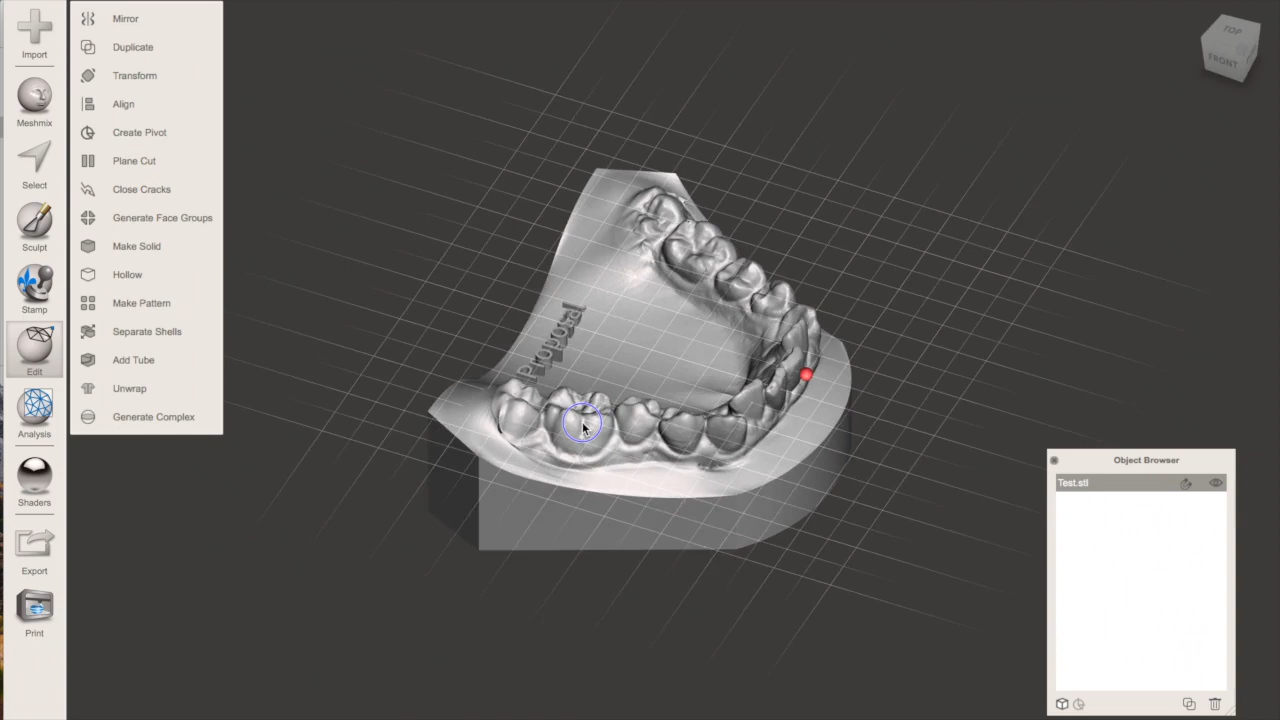 Import
Meshmix
Select
Sculpt
Stamp
Edit
Analysis
Shaders
Export
Print
Mirror
Duplicate
Transform
Align
Create Pivot
Plane Cut
Close Cracks
Generate Face Groups
Make Solid
Hollow
Make Pattern
Separate Shells
Add Tube
Unwrap
Generate Complex
Proposal
TOP
FRONT
Object Browser
Test.stl